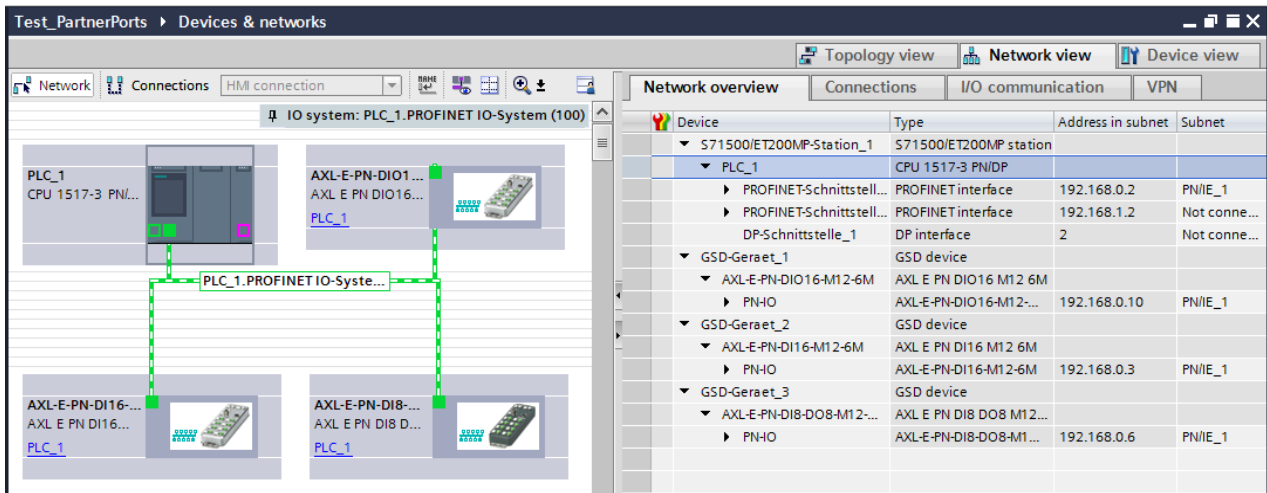 Test_PartnerPorts ▸ Devices & networks
Topology view Network view Device view
Network Connections HMI connection
Network overview Connections I/O communication VPN
IO system: PLC_1.PROFINET IO-System (100)
PLC_1
CPU 1517-3 PN/...
AXL-E-PN-DIO1...
AXL E PN DIO16...
PLC_1
PLC_1.PROFINET IO-Syste...
AXL-E-PN-DI16-...
AXL E PN DI16...
PLC_1
AXL-E-PN-DI8-...
AXL E PN DI8 D...
PLC_1
Device Type Address in subnet Subnet
S71500/ET200MP-Station_1 S71500/ET200MP station
PLC_1 CPU 1517-3 PN/DP
PROFINET-Schnittstell... PROFINET interface 192.168.0.2 PN/IE_1
PROFINET-Schnittstell... PROFINET interface 192.168.1.2 Not conne...
DP-Schnittstelle_1 DP interface 2 Not conne...
GSD-Geraet_1 GSD device
AXL-E-PN-DIO16-M12-6M AXL E PN DIO16 M12 6M
PN-IO AXL-E-PN-DIO16-M12-... 192.168.0.10 PN/IE_1
GSD-Geraet_2 GSD device
AXL-E-PN-DI16-M12-6M AXL E PN DI16 M12 6M
PN-IO AXL-E-PN-DI16-M12-6M 192.168.0.3 PN/IE_1
GSD-Geraet_3 GSD device
AXL-E-PN-DI8-DO8-M12-... AXL E PN DI8 DO8 M12...
PN-IO AXL-E-PN-DI8-DO8-M1... 192.168.0.6 PN/IE_1